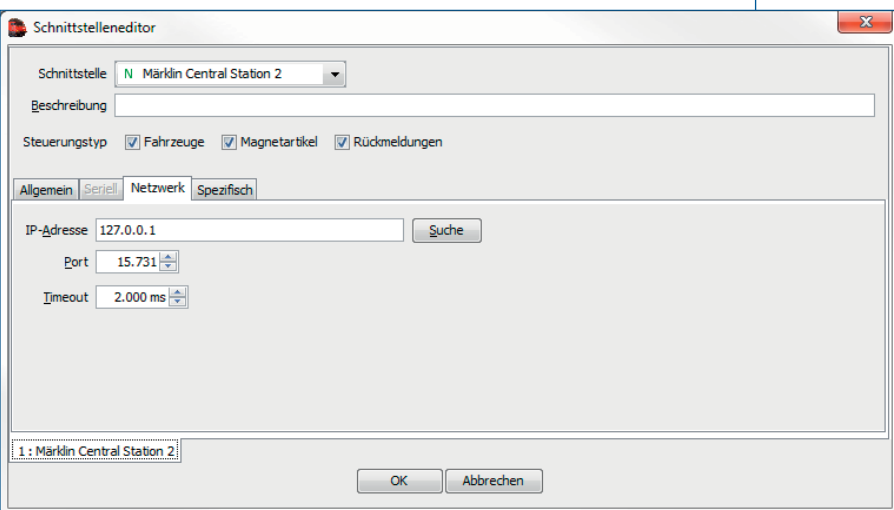 Schnittstelleneditor
Schnittstelle N Märklin Central Station 2
Beschreibung
Steuerungstyp Fahrzeuge Magnetartikel Rückmeldungen
Allgemein Seriell Netzwerk Spezifisch
IP-Adresse 127.0.0.1 Suche
Port 15.731
Timeout 2.000 ms
1 : Märklin Central Station 2
OK Abbrechen